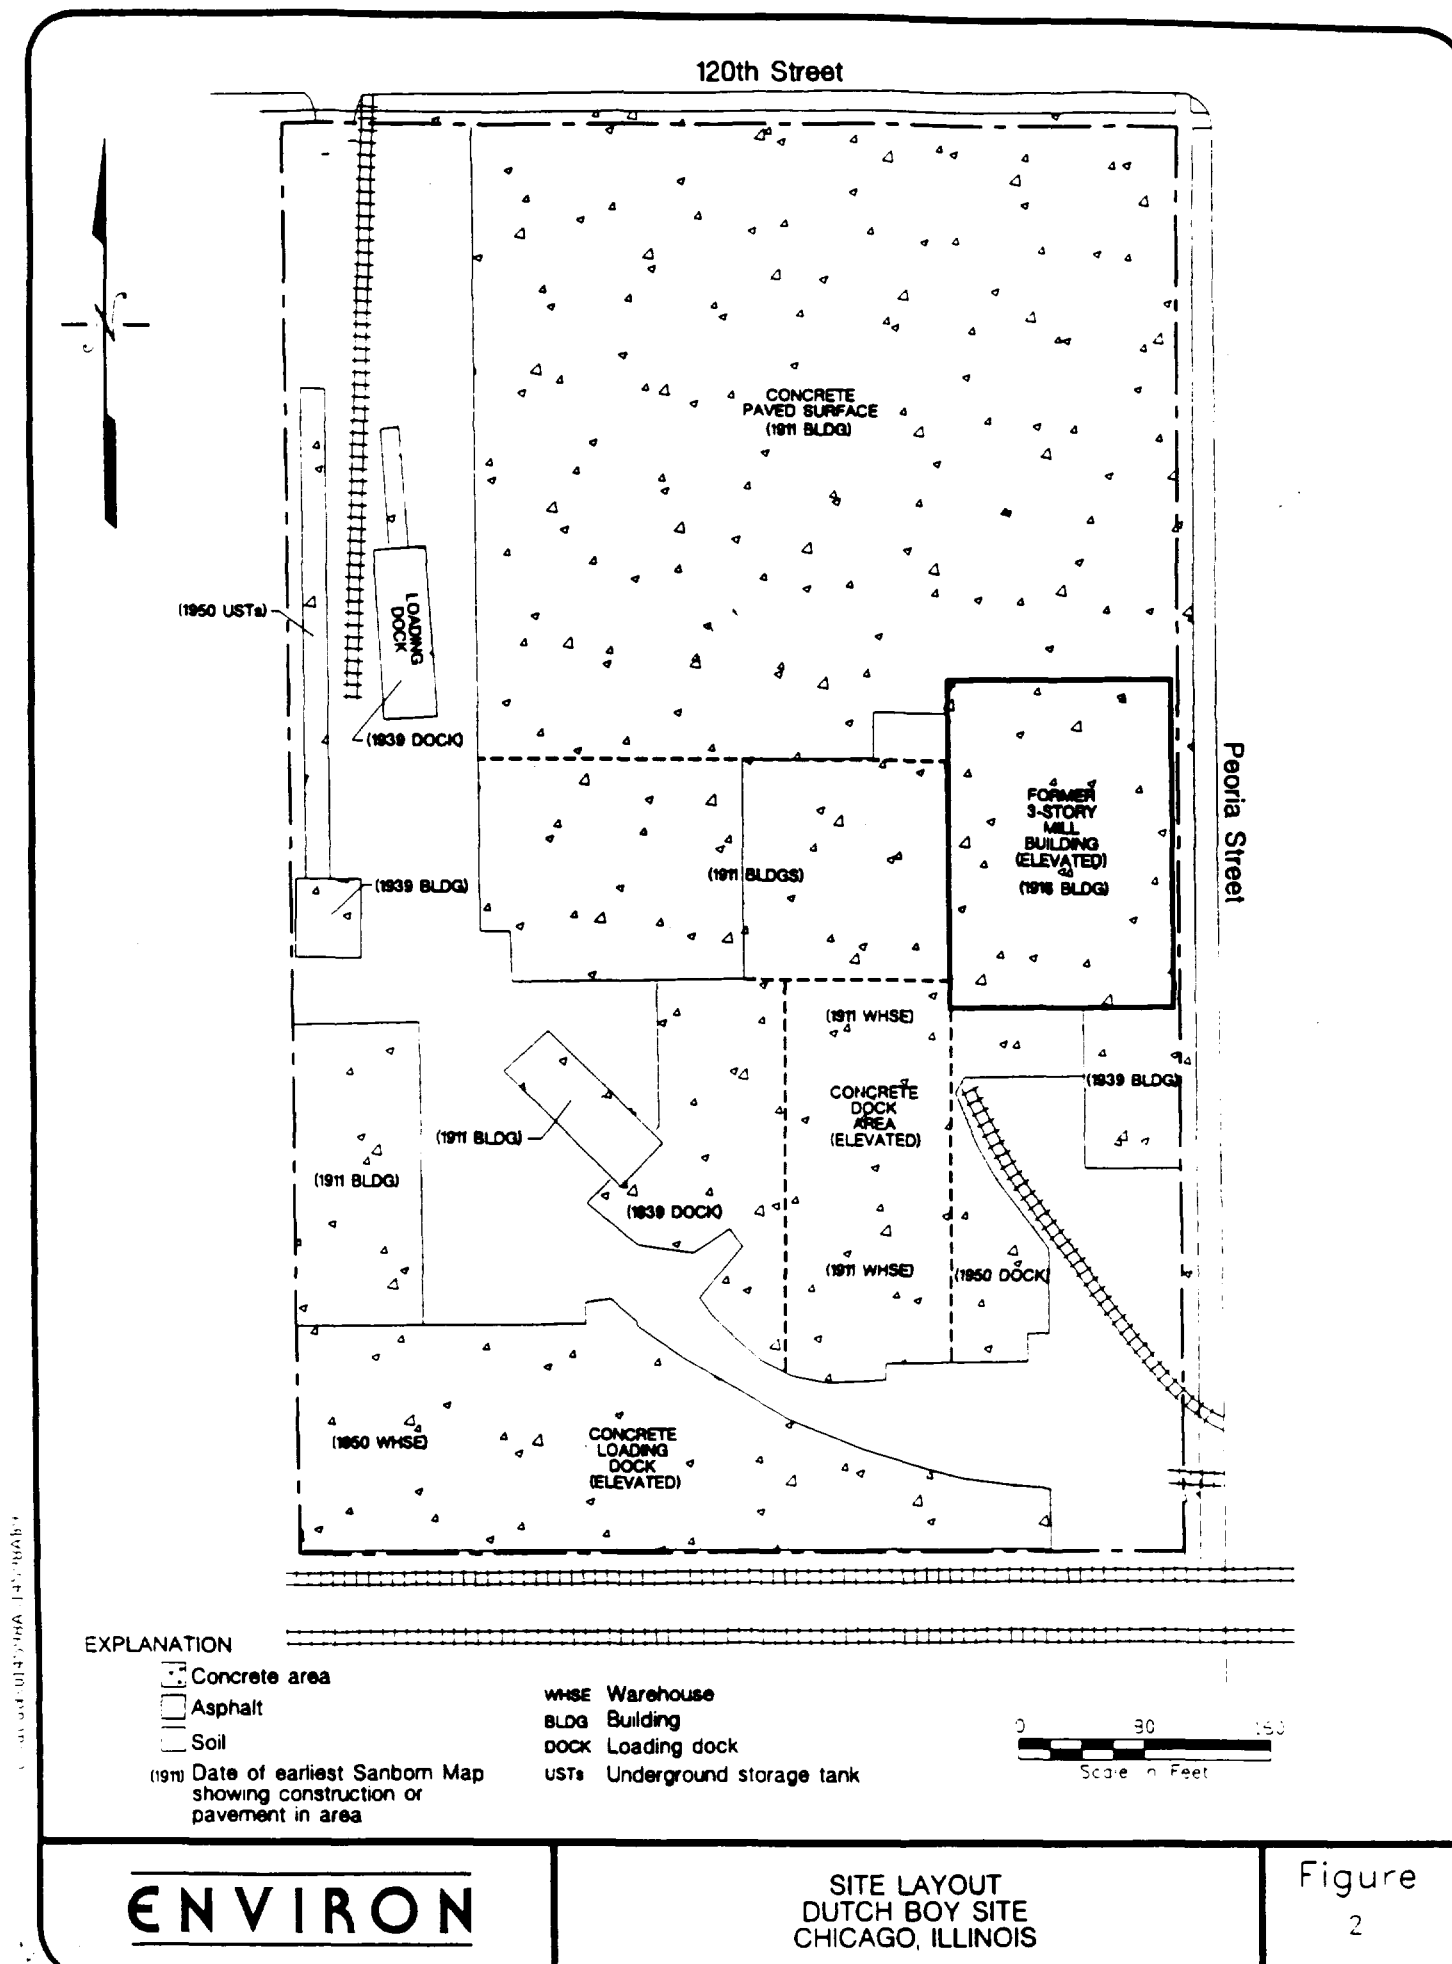 120th Street
CONCRETE
PAVED SURFACE
(1911 BLDG)
(1950 USTs)
LOADING
DOCK
(1939 DOCK)
Peoria Street
FORMER
3-STORY
MILL
BUILDING
(ELEVATED)
(1916 BLDG)
(1911 BLDGS)
(1939 BLDG)
(1911 WHSE)
(1939 BLDG)
CONCRETE
DOCK
AREA
(ELEVATED)
(1911 BLDG)
(1911 BLDG)
(1939 DOCK)
(1911 WHSE)
(1950 DOCK)
(1950 WHSE)
CONCRETE
LOADING
DOCK
(ELEVATED)
EXPLANATION
Concrete area
Asphalt
Soil
(1911) Date of earliest Sanborn Map
showing construction or
pavement in area
WHSE Warehouse
BLDG Building
DOCK Loading dock
USTs Underground storage tank
0
Scale in Feet
ENVIRON
SITE LAYOUT
DUTCH BOY SITE
CHICAGO, ILLINOIS
Figure
2